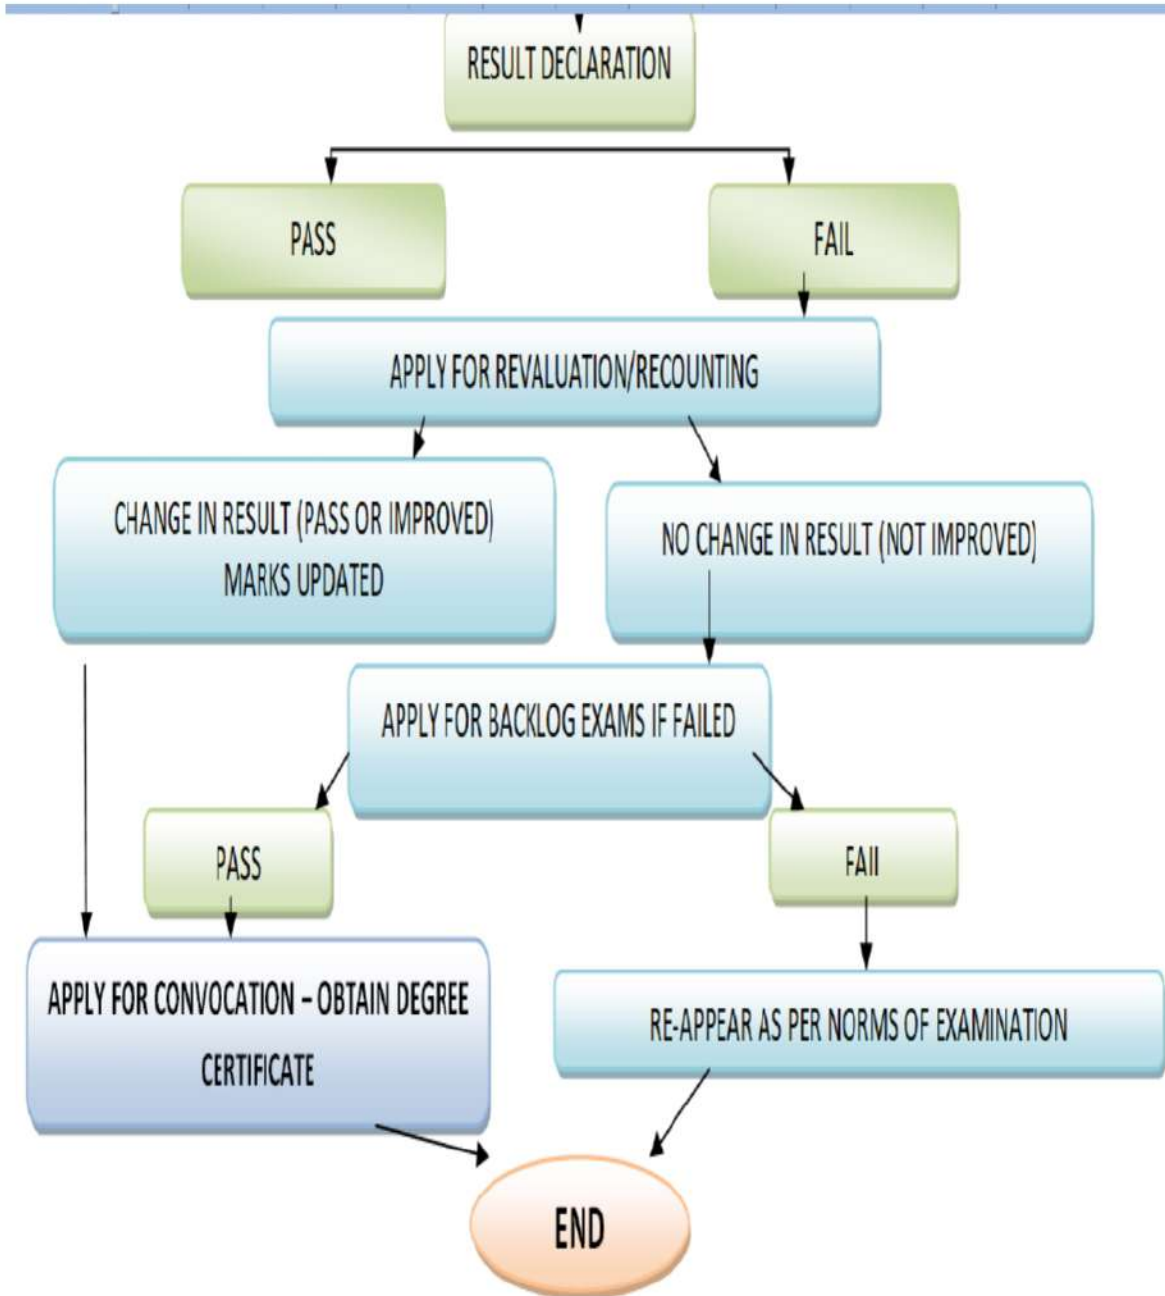 RESULT DECLARATION
PASS
FAIL
APPLY FOR REVALUATION/RECOUNTING
CHANGE IN RESULT (PASS OR IMPROVED)
MARKS UPDATED
NO CHANGE IN RESULT (NOT IMPROVED)
APPLY FOR BACKLOG EXAMS IF FAILED
PASS
FAIl
APPLY FOR CONVOCATION – OBTAIN DEGREE
CERTIFICATE
RE-APPEAR AS PER NORMS OF EXAMINATION
END